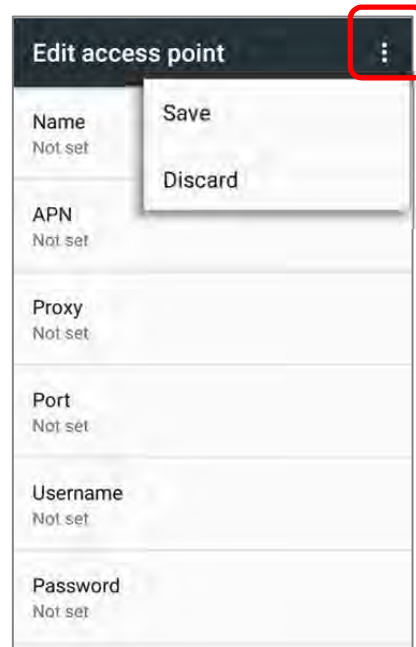 Edit access point
Save
Discard
Name
Not set
APN
Not set
Proxy
Not set
Port
Not set
Username
Not set
Password
Not set